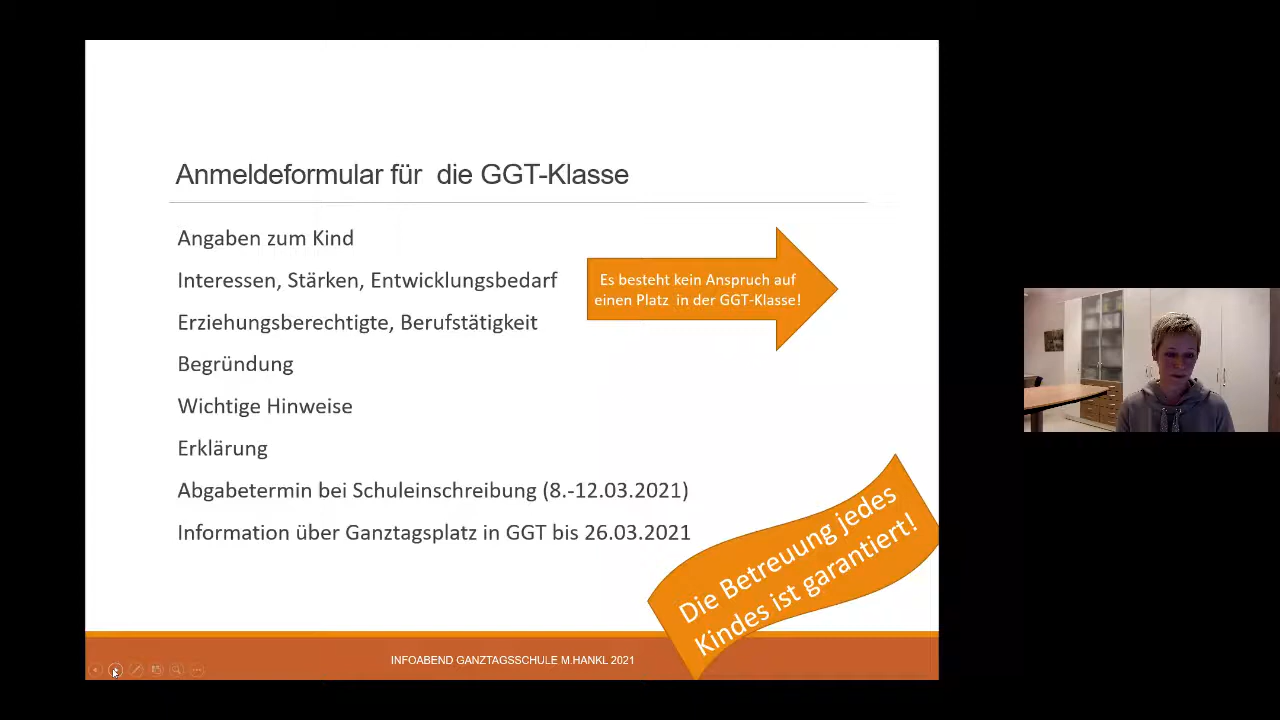 Anmeldeformular für  die GGT-Klasse
Angaben zum Kind
Interessen, Stärken, Entwicklungsbedarf
Es besteht kein Anspruch auf
einen Platz  in der GGT-Klasse!
Erziehungsberechtigte, Berufstätigkeit
Begründung
Wichtige Hinweise
Erklärung
Abgabetermin bei Schuleinschreibung (8.-12.03.2021)
Information über Ganztagsplatz in GGT bis 26.03.2021
Die Betreuung jedes
Kindes ist garantiert!
INFOABEND GANZTAGSSCHULE M.HANKL 2021